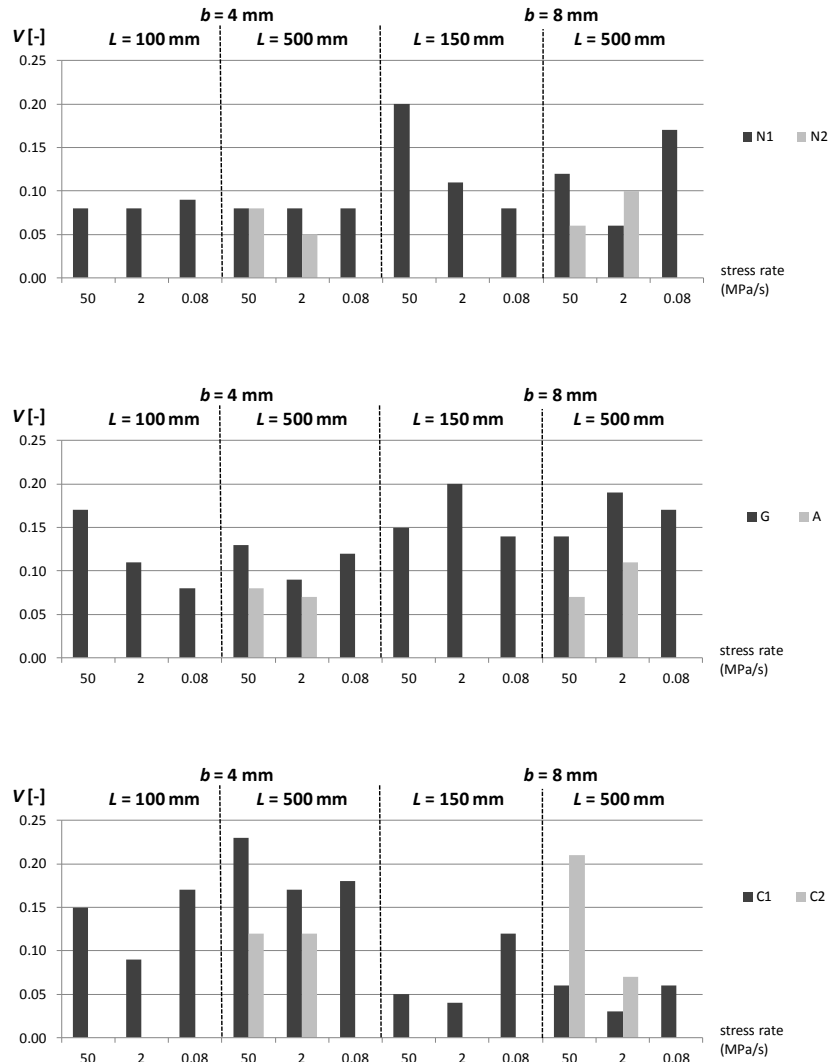 b = 4 mm b = 8 mm
V [-] L = 100 mm L = 500 mm L = 150 mm L = 500 mm
0.25
0.20
0.15
N1 N2
0.10
0.05
0.00
stress rate
(MPa/s)
50 2 0.08 50 2 0.08 50 2 0.08 50 2 0.08
b = 4 mm b = 8 mm
V [-] L = 100 mm L = 500 mm L = 150 mm L = 500 mm
0.25
0.20
0.15
G A
0.10
0.05
0.00
stress rate
(MPa/s)
50 2 0.08 50 2 0.08 50 2 0.08 50 2 0.08
b = 4 mm b = 8 mm
V [-] L = 100 mm L = 500 mm L = 150 mm L = 500 mm
0.25
0.20
0.15
C1 C2
0.10
0.05
0.00
stress rate
(MPa/s)
50 2 0.08 50 2 0.08 50 2 0.08 50 2 0.08